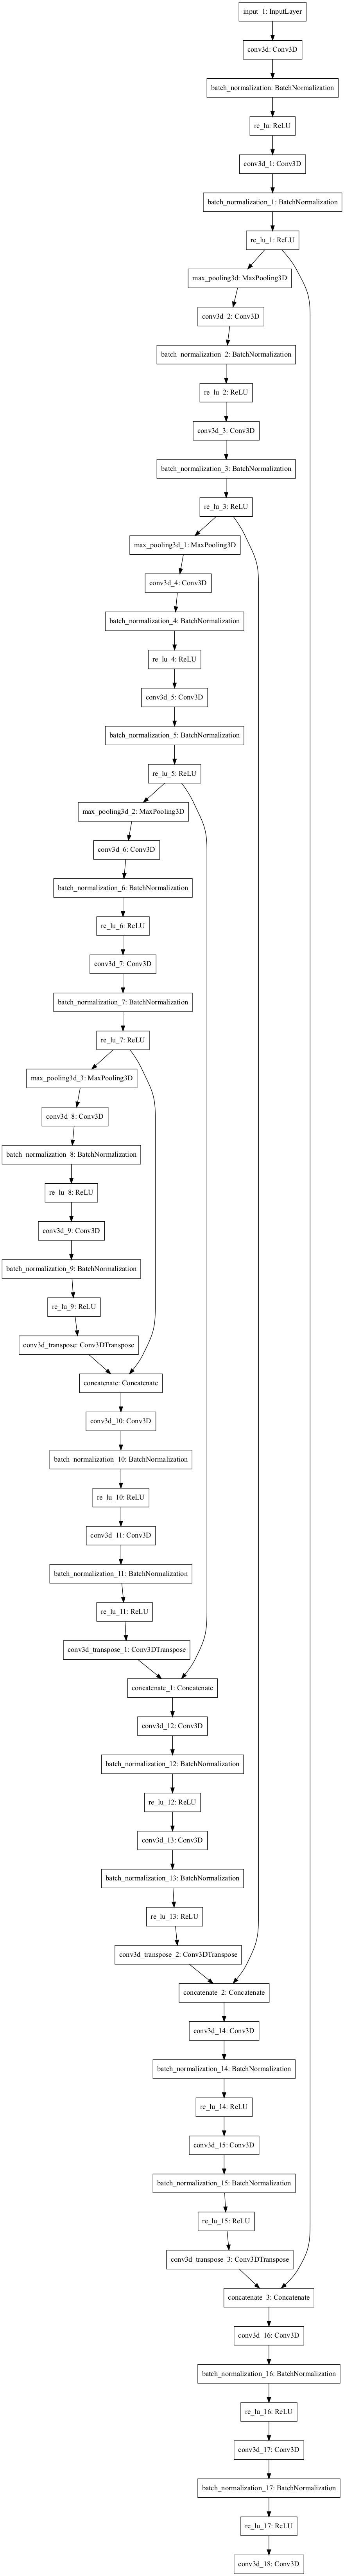 input_1: InputLayer
conv3d: Conv3D
batch_normalization: BatchNormalization
re_lu: ReLU
conv3d_1: Conv3D
batch_normalization_1: BatchNormalization
re_lu_1: ReLU
max_pooling3d: MaxPooling3D
conv3d_2: Conv3D
batch_normalization_2: BatchNormalization
re_lu_2: ReLU
conv3d_3: Conv3D
batch_normalization_3: BatchNormalization
re_lu_3: ReLU
max_pooling3d_1: MaxPooling3D
conv3d_4: Conv3D
batch_normalization_4: BatchNormalization
re_lu_4: ReLU
conv3d_5: Conv3D
batch_normalization_5: BatchNormalization
re_lu_5: ReLU
max_pooling3d_2: MaxPooling3D
conv3d_6: Conv3D
batch_normalization_6: BatchNormalization
re_lu_6: ReLU
conv3d_7: Conv3D
batch_normalization_7: BatchNormalization
re_lu_7: ReLU
max_pooling3d_3: MaxPooling3D
conv3d_8: Conv3D
batch_normalization_8: BatchNormalization
re_lu_8: ReLU
conv3d_9: Conv3D
batch_normalization_9: BatchNormalization
re_lu_9: ReLU
conv3d_transpose: Conv3DTranspose
concatenate: Concatenate
conv3d_10: Conv3D
batch_normalization_10: BatchNormalization
re_lu_10: ReLU
conv3d_11: Conv3D
batch_normalization_11: BatchNormalization
re_lu_11: ReLU
conv3d_transpose_1: Conv3DTranspose
concatenate_1: Concatenate
conv3d_12: Conv3D
batch_normalization_12: BatchNormalization
re_lu_12: ReLU
conv3d_13: Conv3D
batch_normalization_13: BatchNormalization
re_lu_13: ReLU
conv3d_transpose_2: Conv3DTranspose
concatenate_2: Concatenate
conv3d_14: Conv3D
batch_normalization_14: BatchNormalization
re_lu_14: ReLU
conv3d_15: Conv3D
batch_normalization_15: BatchNormalization
re_lu_15: ReLU
conv3d_transpose_3: Conv3DTranspose
concatenate_3: Concatenate
conv3d_16: Conv3D
batch_normalization_16: BatchNormalization
re_lu_16: ReLU
conv3d_17: Conv3D
batch_normalization_17: BatchNormalization
re_lu_17: ReLU
conv3d_18: Conv3D